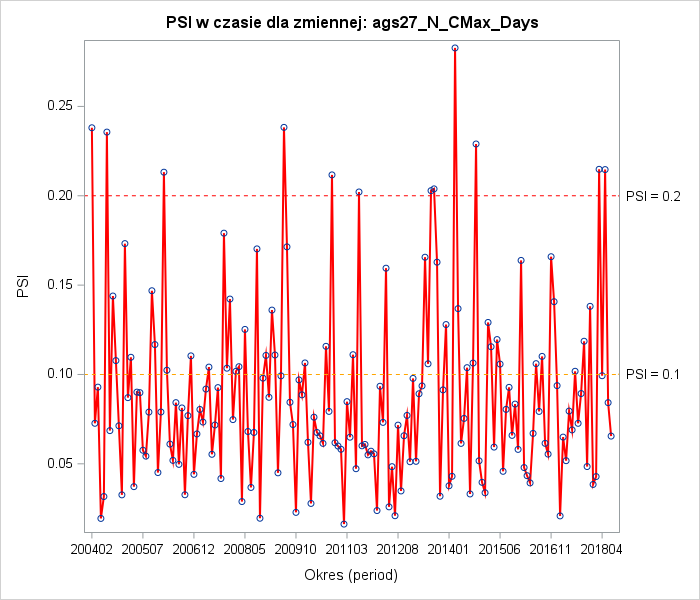 PSI w czasie dla zmiennej: ags27_N_CMax_Days
0.25
0.20
PSI = 0.2
PSI
0.15
0.10
PSI = 0.1
0.05
200402 200507 200612 200805 200910 201103 201208 201401 201506 201611 201804
Okres (period)